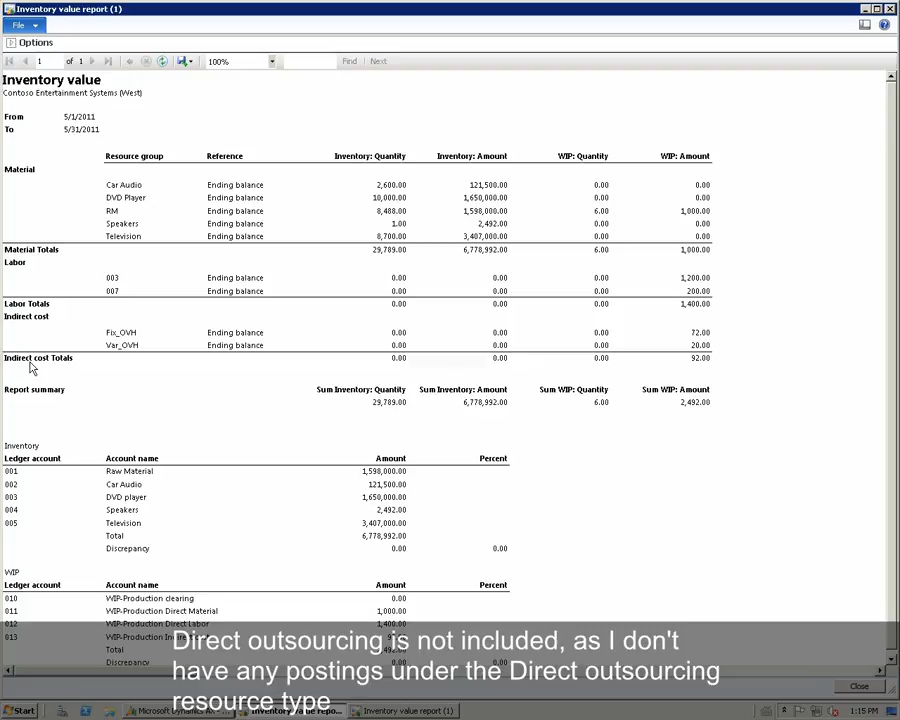 Inventory value report (1)
File
Options
1 of 1 100% Find Next
Inventory value
Contoso Entertainment Systems (West)
From 5/1/2011
To 5/31/2011
Resource group Reference Inventory: Quantity Inventory: Amount WIP: Quantity WIP: Amount
Material
Car Audio Ending balance 2,600.00 121,500.00 0.00 0.00
DVD Player Ending balance 10,000.00 1,650,000.00 0.00 0.00
RM Ending balance 8,488.00 1,598,000.00 6.00 1,000.00
Speakers Ending balance 1.00 2,492.00 0.00 0.00
Television Ending balance 8,700.00 3,407,000.00 0.00 0.00
Material Totals 29,789.00 6,778,992.00 6.00 1,000.00
Labor
003 Ending balance 0.00 0.00 0.00 1,200.00
007 Ending balance 0.00 0.00 0.00 200.00
Labor Totals 0.00 0.00 0.00 1,400.00
Indirect cost
Fix_OVH Ending balance 0.00 0.00 0.00 72.00
Var_OVH Ending balance 0.00 0.00 0.00 20.00
Indirect cost Totals 0.00 0.00 0.00 92.00
Report summary Sum Inventory: Quantity Sum Inventory: Amount Sum WIP: Quantity Sum WIP: Amount
29,789.00 6,778,992.00 6.00 2,492.00
Inventory
Ledger account Account name Amount Percent
001 Raw Material 1,598,000.00
002 Car Audio 121,500.00
003 DVD player 1,650,000.00
004 Speakers 2,492.00
005 Television 3,407,000.00
Total 6,778,992.00
Discrepancy 0.00 0.00
WIP
Ledger account Account name Amount Percent
010 WIP-Production clearing 0.00
011 WIP-Production Direct Material 1,000.00
012 WIP-Production Direct Labor 1,400.00
013 WIP-Production
Total
Discrepancy 0.00 0.00
Direct outsourcing is not included, as I don't
have any postings under the Direct outsourcing
resource type
Close
Start Microsoft Dynamics Inventory value report (1) 1:15 PM